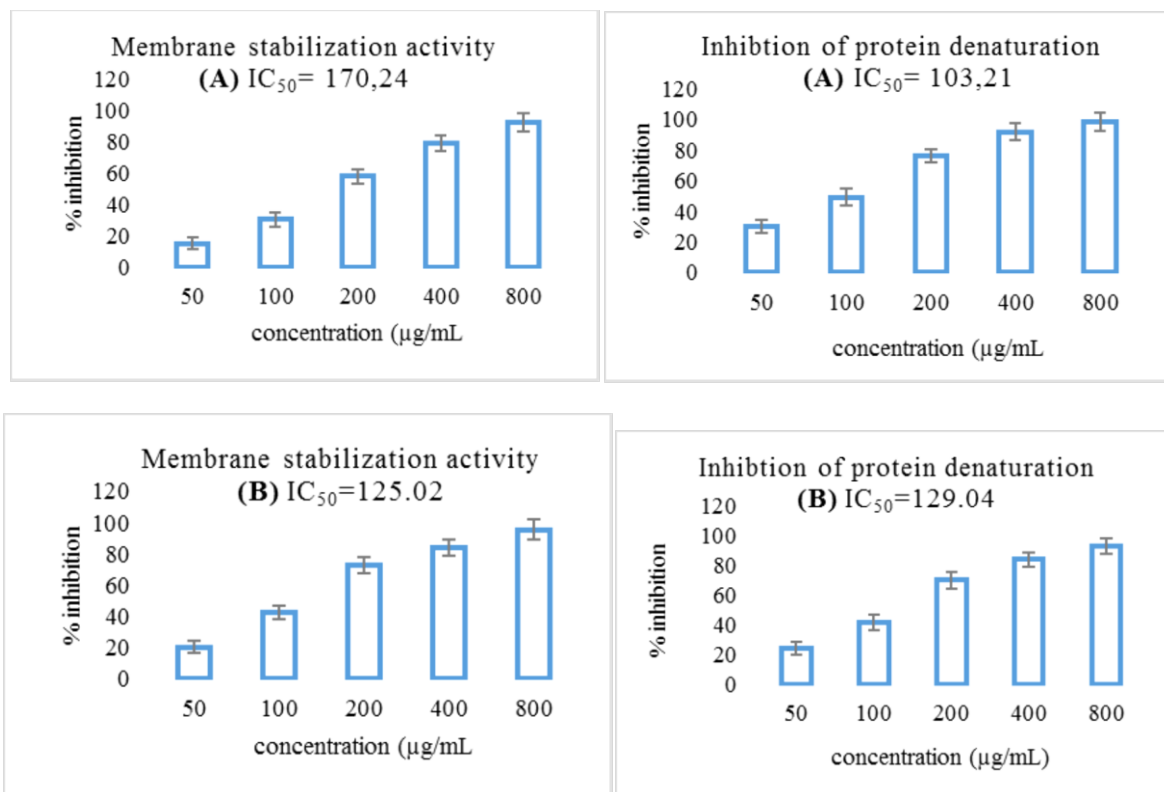 Membrane stabilization activity
(A) IC50= 170,24
120
100
80
60
40
20
0
% inhibition
50 100 200 400 800
concentration (µg/mL
Inhibtion of protein denaturation
(A) IC50= 103,21
120
100
80
60
40
20
0
% inhibition
50 100 200 400 800
concentration (µg/mL
Membrane stabilization activity
(B) IC50=125.02
120
100
80
60
40
20
0
% inhibition
50 100 200 400 800
concentration (µg/mL
Inhibtion of protein denaturation
(B) IC50=129.04
120
100
80
60
40
20
0
% inhibition
50 100 200 400 800
concentration (µg/mL)